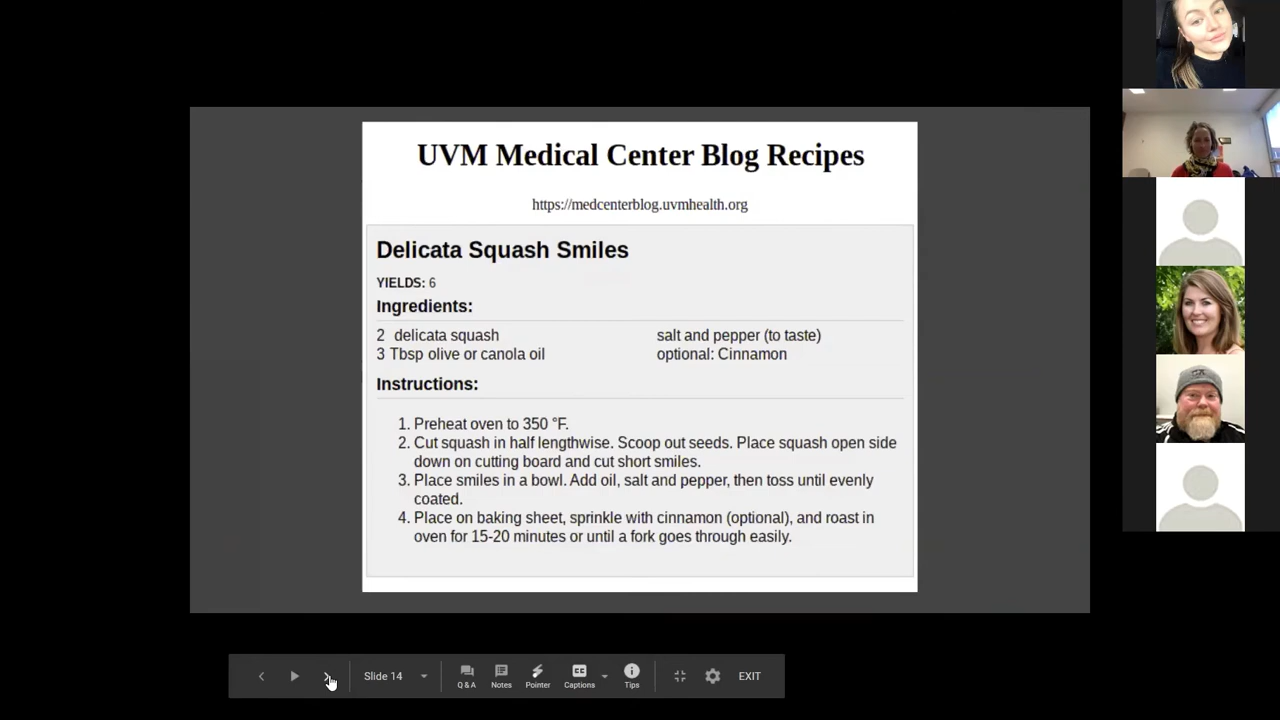 UVM Medical Center Blog Recipes
https://medcenterblog.uvmhealth.org
Delicata Squash Smiles
YIELDS: 6
Ingredients:
2 delicata squash
3 Tbsp olive or canola oil
salt and pepper (to taste)
optional: Cinnamon
Instructions:
1. Preheat oven to 350 °F.
2. Cut squash in half lengthwise. Scoop out seeds. Place squash open side
down on cutting board and cut short smiles.
3. Place smiles in a bowl. Add oil, salt and pepper, then toss until evenly
coated.
4. Place on baking sheet, sprinkle with cinnamon (optional), and roast in
oven for 15-20 minutes or until a fork goes through easily.
Slide 14
Q & A
Notes
Pointer
CC
Captions
Tips
EXIT